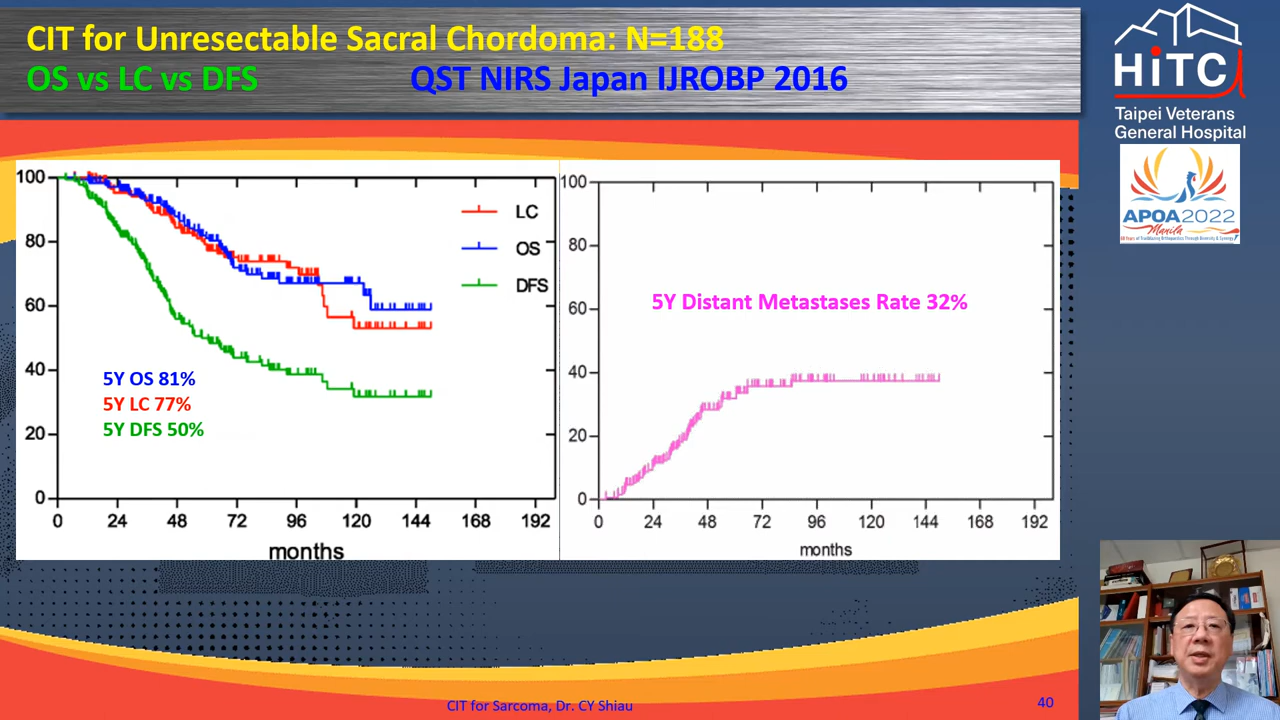 CIT for Unresectable Sacral Chordoma: N=188
OS vs LC vs DFS QST NIRS Japan IJROBP 2016
HiTC
Taipei Veterans
General Hospital
APOA2022
Manila
100
80
60
40
20
0
LC
OS
DFS
5Y OS 81%
5Y LC 77%
5Y DFS 50%
0 24 48 72 96 120 144 168 192
months
100
80
60
40
20
0
5Y Distant Metastases Rate 32%
0 24 48 72 96 120 144 168 192
months
CIT for Sarcoma, Dr. CY Shiau
40